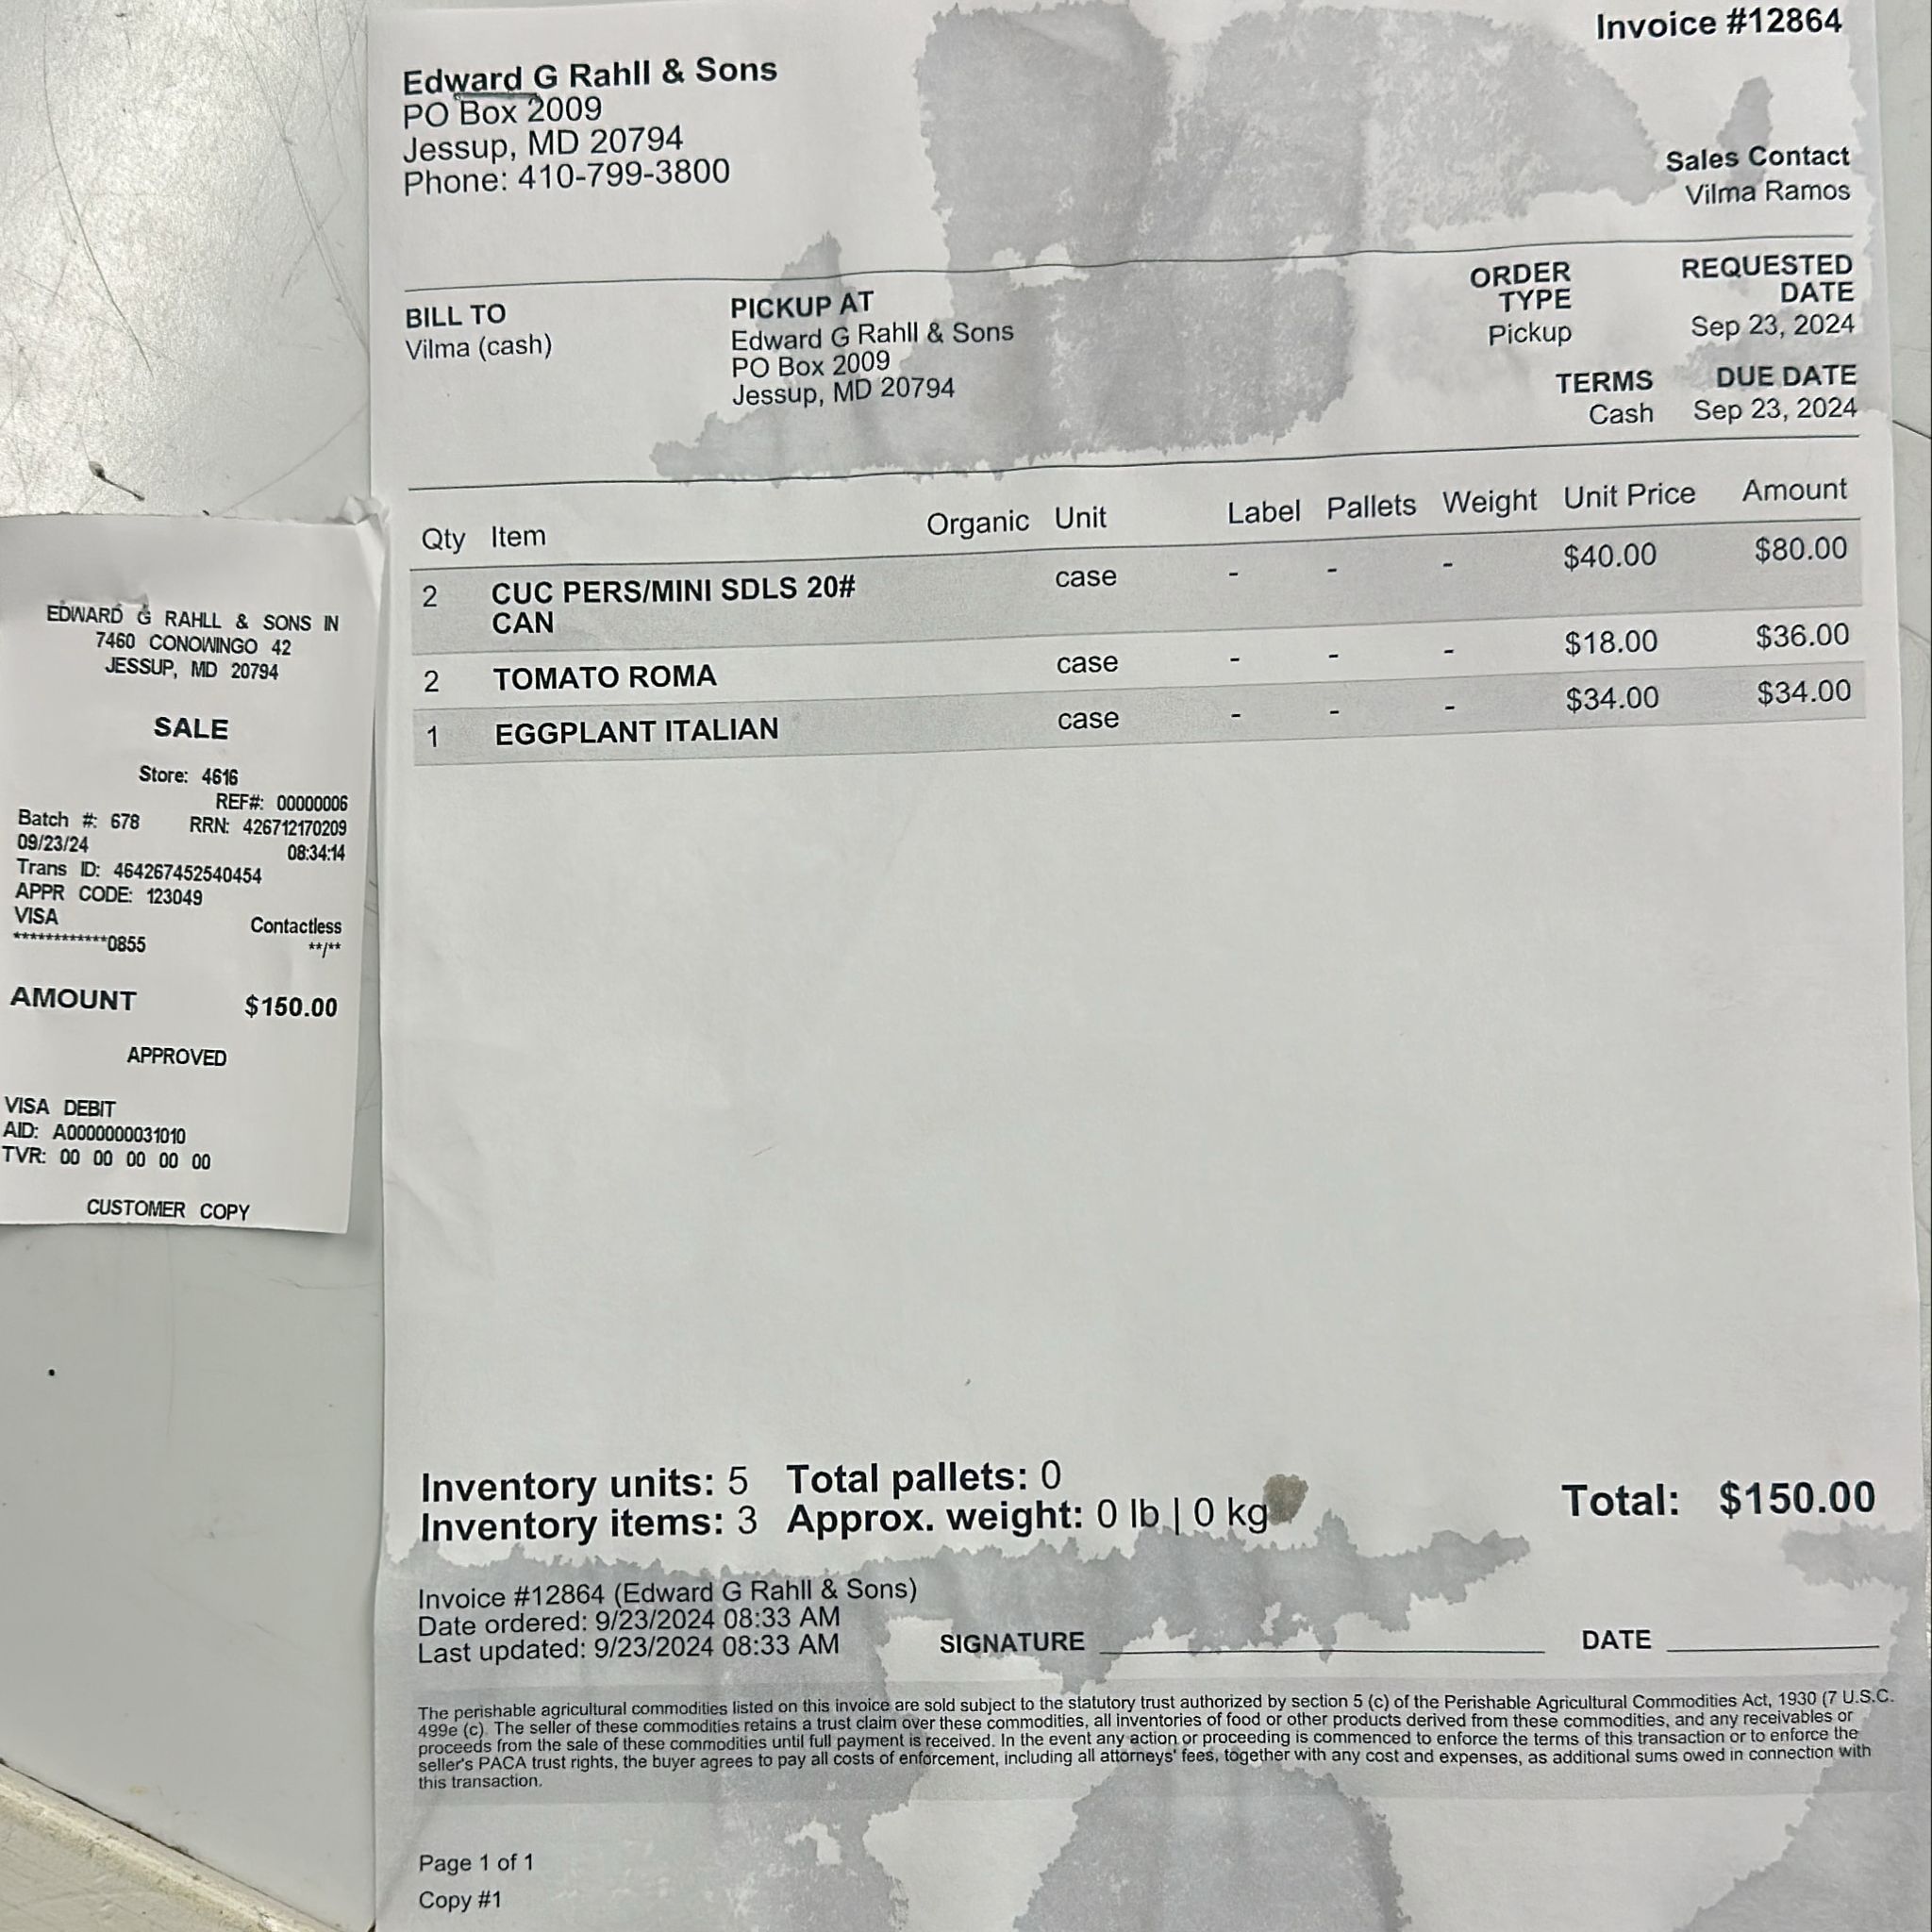 Invoice #12864
Edward G Rahll & Sons
PO Box 2009
Jessup, MD 20794
Phone: 410-799-3800
Sales Contact
Vilma Ramos
BILL TO
Vilma (cash)
PICKUP AT
Edward G Rahll & Sons
PO Box 2009
Jessup, MD 20794
ORDER
TYPE
Pickup
REQUESTED
DATE
Sep 23, 2024
TERMS
Cash
DUE DATE
Sep 23, 2024
Qty Item Organic Unit Label Pallets Weight Unit Price Amount
2 CUC PERS/MINI SDLS 20# case - - - $40.00 $80.00
CAN
2 TOMATO ROMA case - - - $18.00 $36.00
1 EGGPLANT ITALIAN case - - - $34.00 $34.00
Inventory units: 5 Total pallets: 0
Inventory items: 3 Approx. weight: 0 lb | 0 kg
Total: $150.00
Invoice #12864 (Edward G Rahll & Sons)
Date ordered: 9/23/2024 08:33 AM
Last updated: 9/23/2024 08:33 AM
SIGNATURE
DATE
The perishable agricultural commodities listed on this invoice are sold subject to the statutory trust authorized by section 5 (c) of the Perishable Agricultural Commodities Act, 1930 (7 U.S.C.
499e (c). The seller of these commodities retains a trust claim over these commodities, all inventories of food or other products derived from these commodities, and any receivables or
proceeds from the sale of these commodities until full payment is received. In the event any action or proceeding is commenced to enforce the terms of this transaction or to enforce the
seller's PACA trust rights, the buyer agrees to pay all costs of enforcement, including all attorneys' fees, together with any cost and expenses, as additional sums owed in connection with
this transaction.
Page 1 of 1
Copy #1
EDWARD G RAHLL & SONS IN
7460 CONOWINGO 42
JESSUP, MD 20794
SALE
Store: 4616
REF#: 00000006
Batch #: 678 RRN: 426712170209
09/23/24 08:34:14
Trans ID: 464267452540454
APPR CODE: 123049
VISA Contactless
************0855 **/**
AMOUNT $150.00
APPROVED
VISA DEBIT
AID: A0000000031010
TVR: 00 00 00 00 00
CUSTOMER COPY